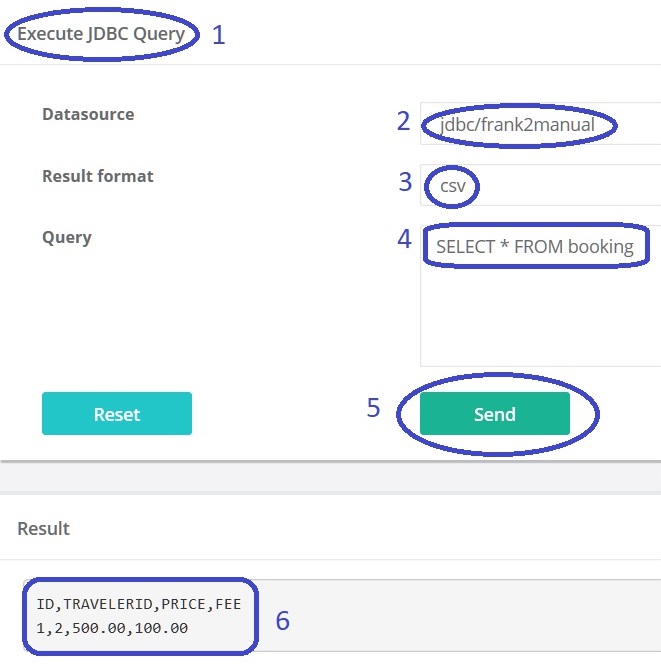 Execute JDBC Query 1
Datasource 2 jdbc/frank2manual
Result format 3 csv
Query 4 SELECT * FROM booking
Reset 5 Send
Result
ID,TRAVELERID,PRICE,FEE
1,2,500.00,100.00
6